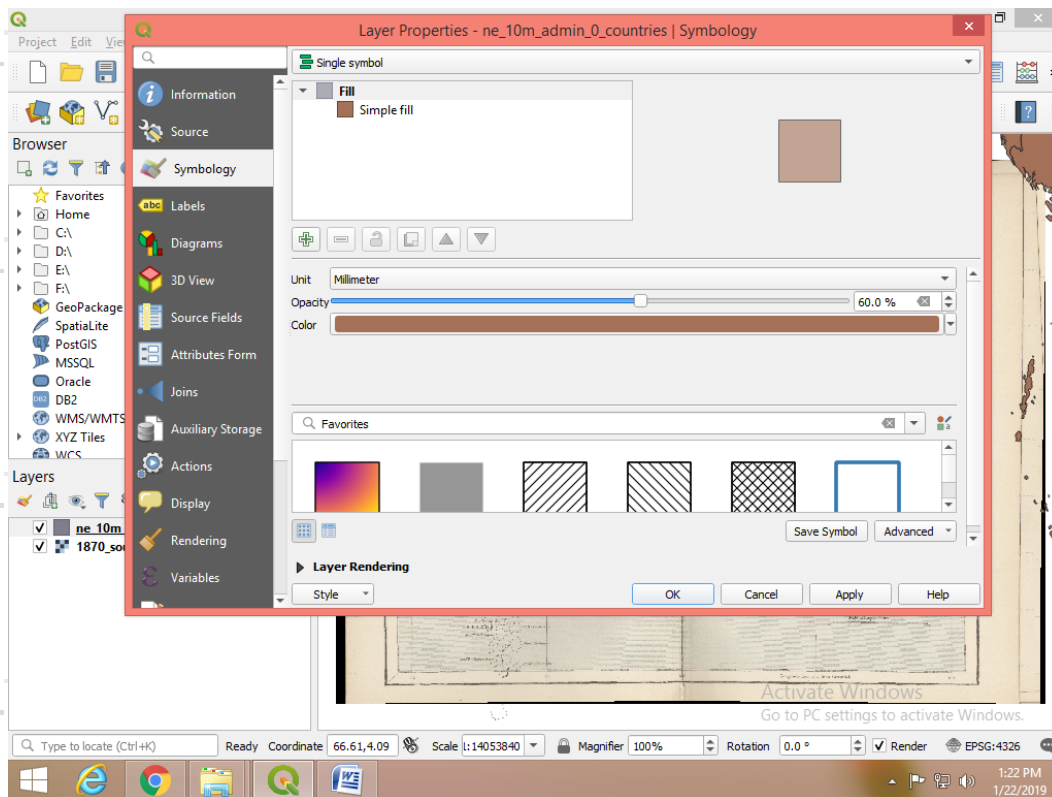 Layer Properties - ne_10m_admin_0_countries | Symbology
Project Edit Vie
Single symbol
Information
Source
Symbology
Labels
Diagrams
3D View
Source Fields
Attributes Form
Joins
Auxiliary Storage
Actions
Display
Rendering
Variables
abc
Fill
Simple fill
Unit Millimeter
Opacity 60.0 %
Color
Favorites
Save Symbol Advanced
Layer Rendering
Style OK Cancel Apply Help
Browser
Favorites
Home
C:\
D:\
E:\
F:\
GeoPackage
SpatiaLite
PostGIS
MSSQL
Oracle
DB2 DB2
WMS/WMTS
XYZ Tiles
WCS
Layers
ne_10m_
1870_sou
Activate Windows
Go to PC settings to activate Windows.
Type to locate (Ctrl+K) Ready Coordinate 66.61,4.09 Scale l:14053840 Magnifier 100% Rotation 0.0 ° Render EPSG:4326
1:22 PM
1/22/2019